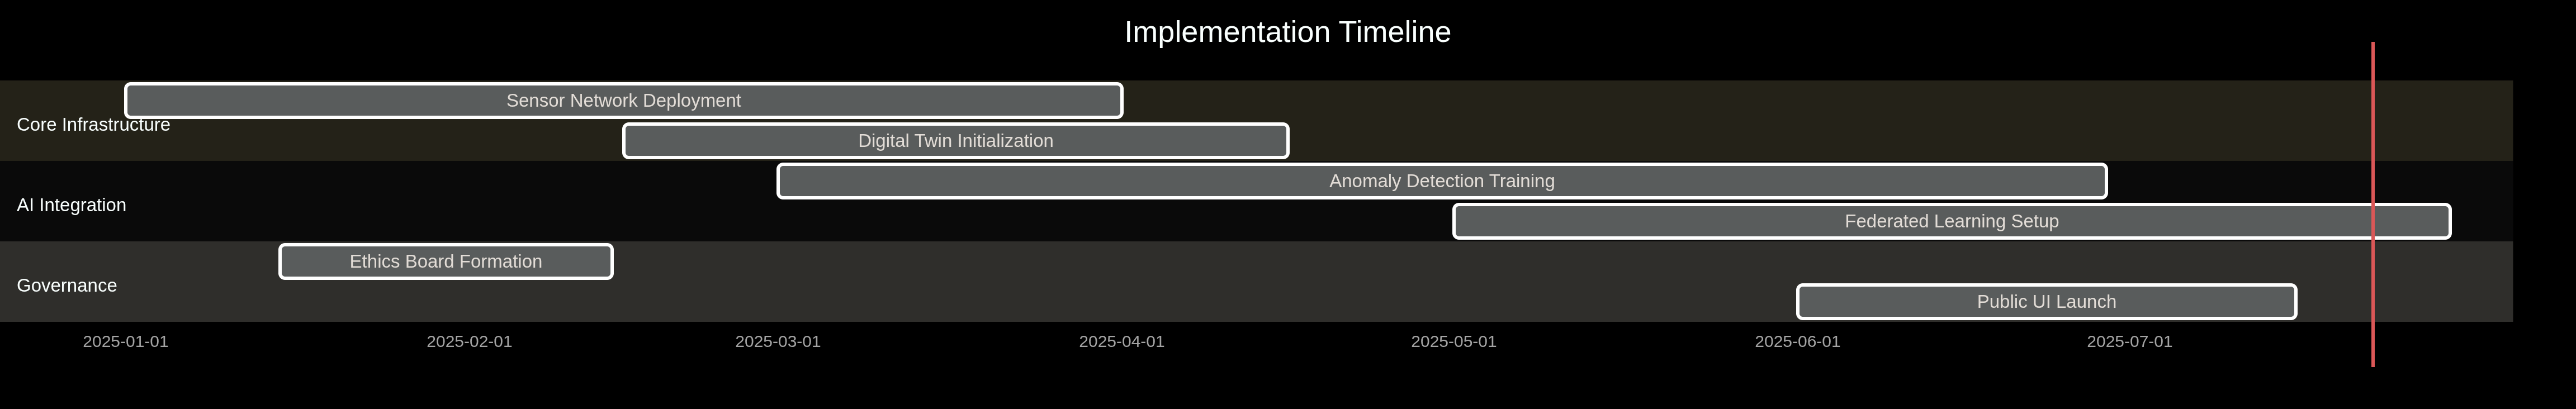 Implementation Timeline
Sensor Network Deployment
Core Infrastructure
Digital Twin Initialization
Anomaly Detection Training
AI Integration
Federated Learning Setup
Ethics Board Formation
Governance
Public UI Launch
2025-01-01 2025-02-01 2025-03-01 2025-04-01 2025-05-01 2025-06-01 2025-07-01